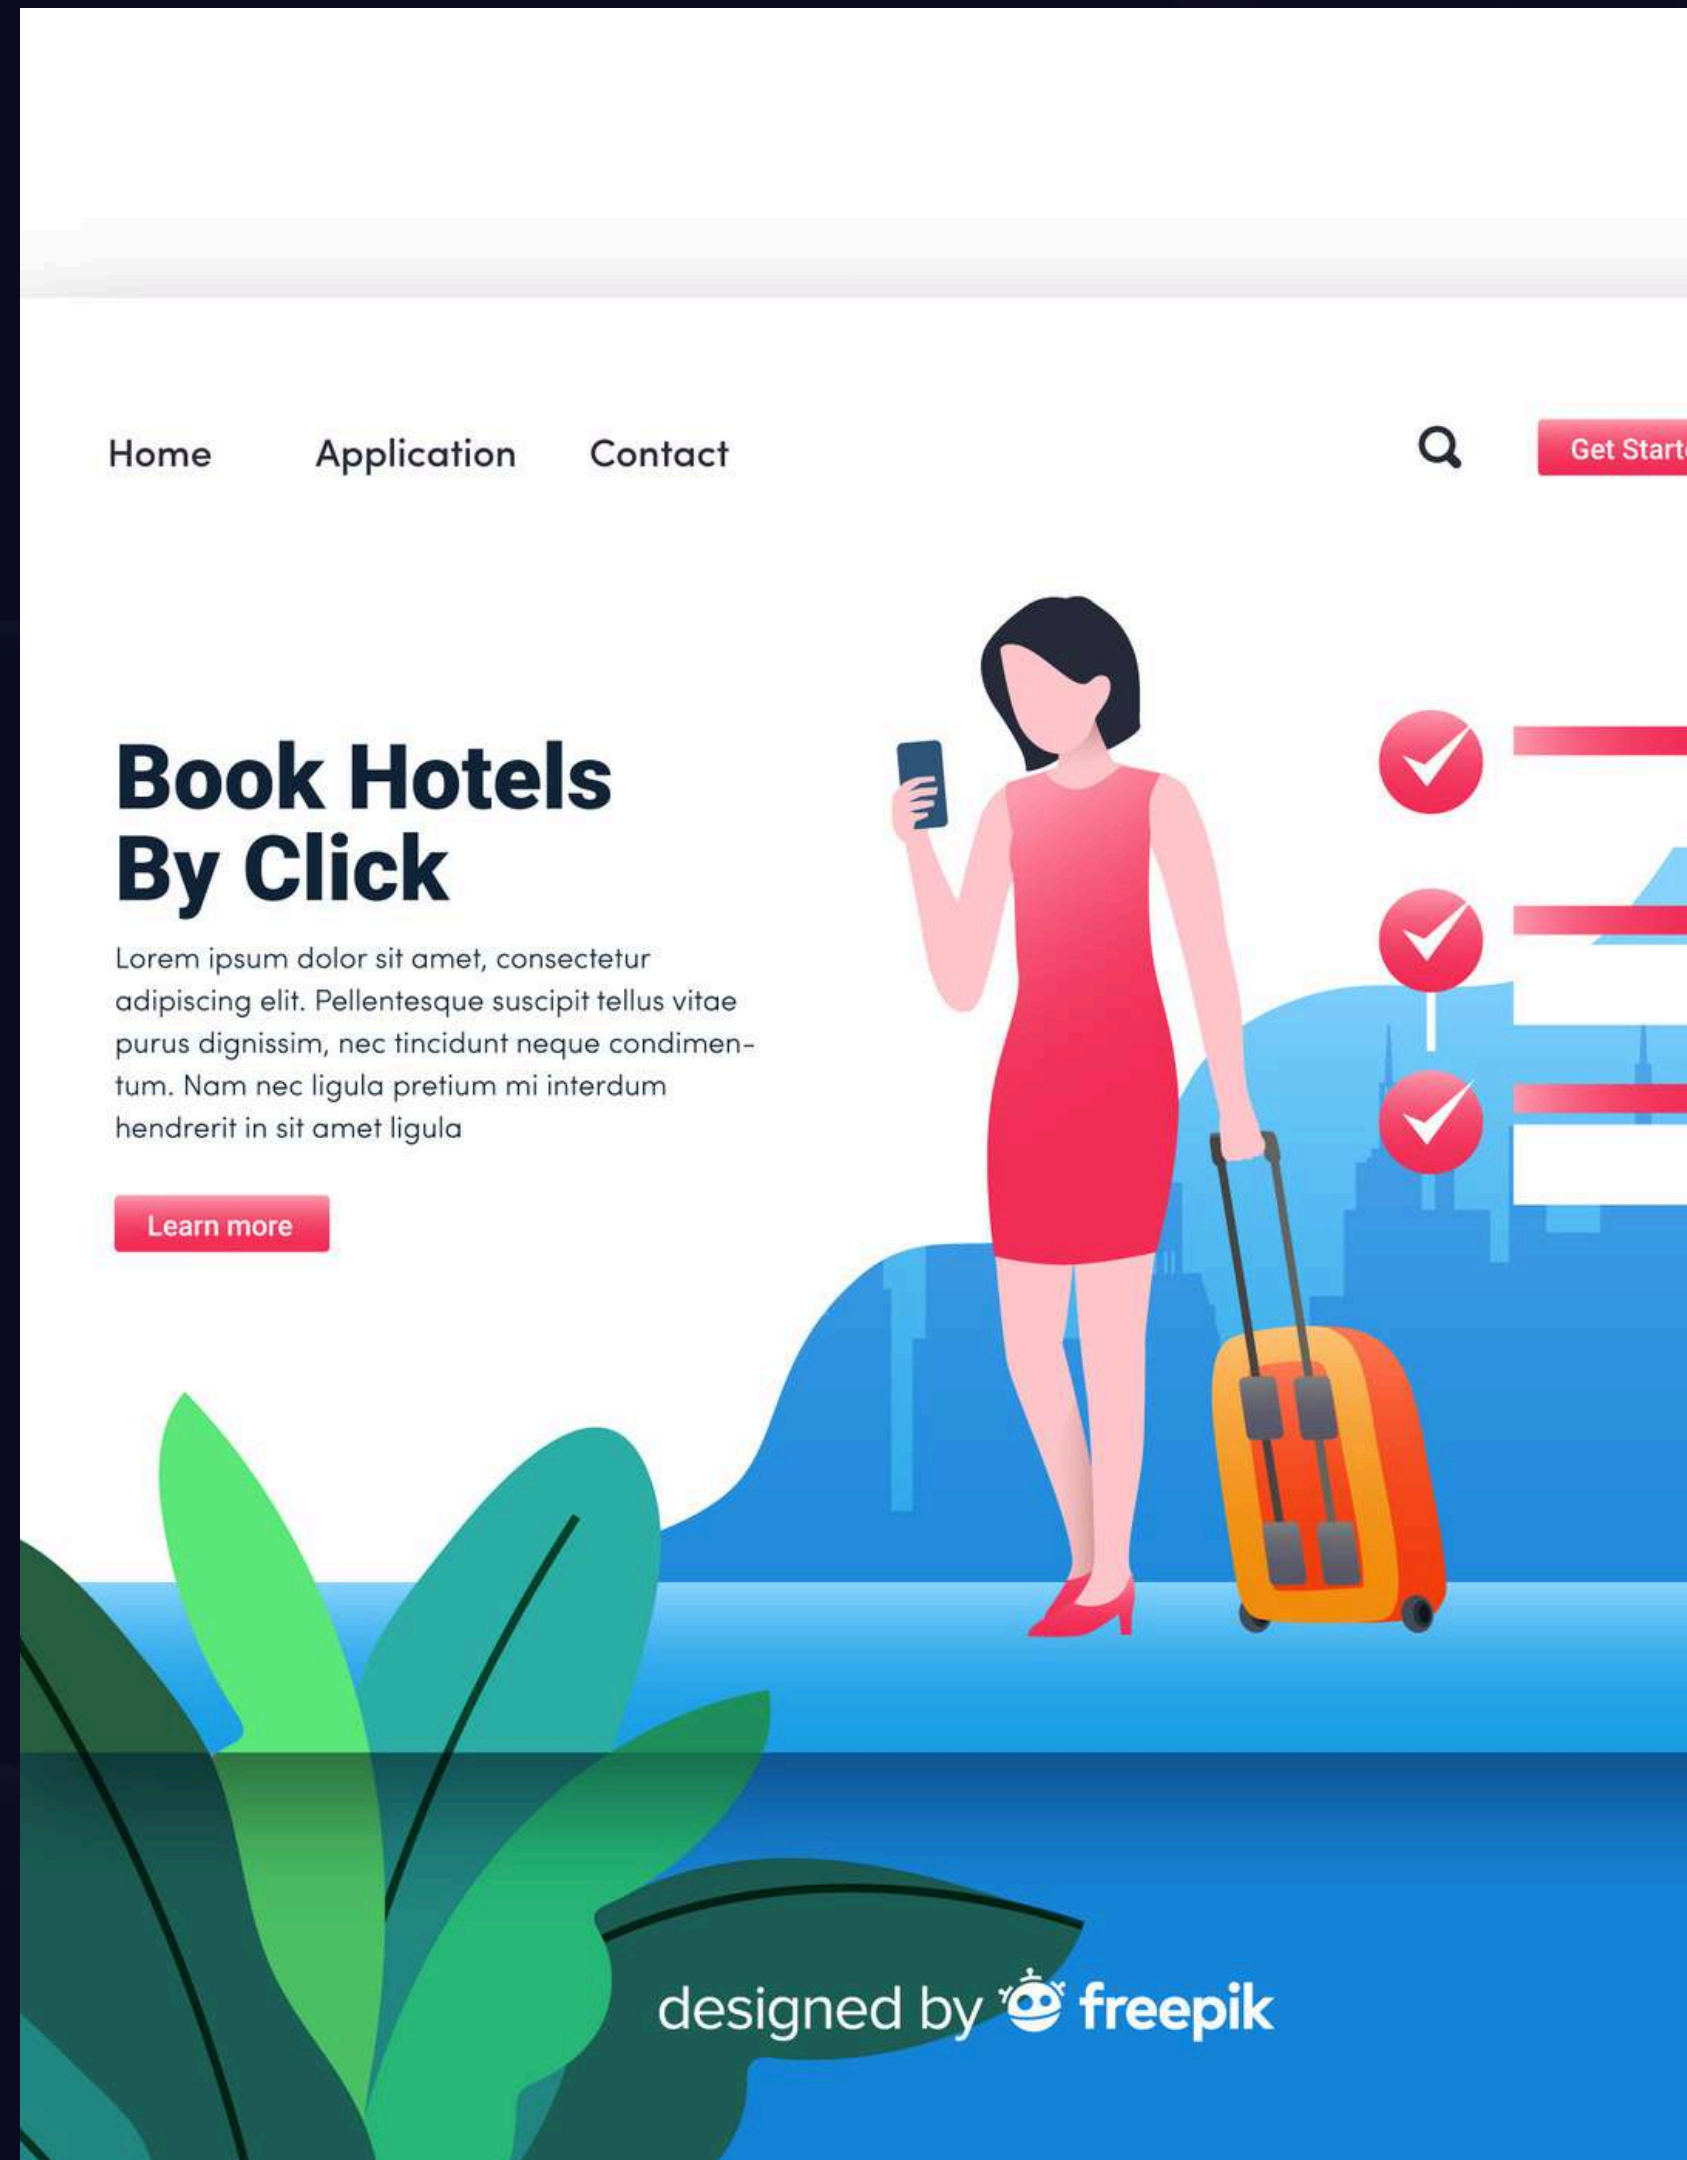 Home Application Contact
Get Starte
Book Hotels
By Click
Lorem ipsum dolor sit amet, consectetur
adipiscing elit. Pellentesque suscipit tellus vitae
purus dignissim, nec tincidunt neque condimen-
tum. Nam nec ligula pretium mi interdum
hendrerit in sit amet ligula
Learn more
designed by freepik